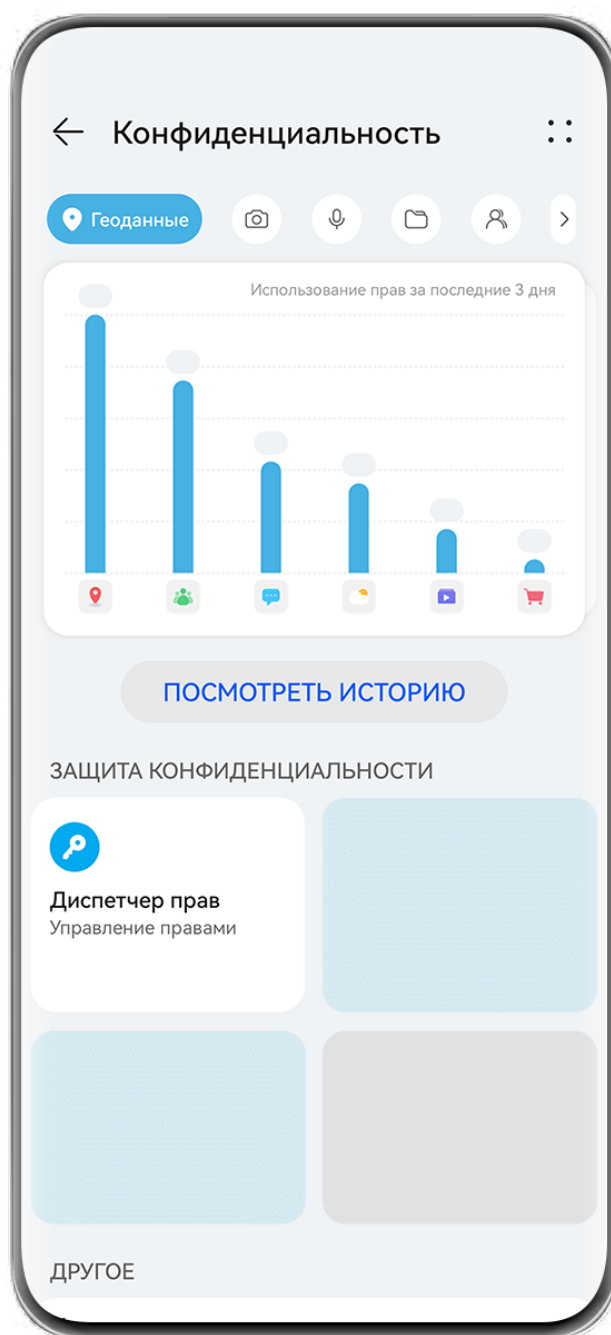 Конфиденциальность
Геоданные
Использование прав за последние 3 дня
ПОСМОТРЕТЬ ИСТОРИЮ
ЗАЩИТА КОНФИДЕНЦИАЛЬНОСТИ
Диспетчер прав
Управление правами
ДРУГОЕ